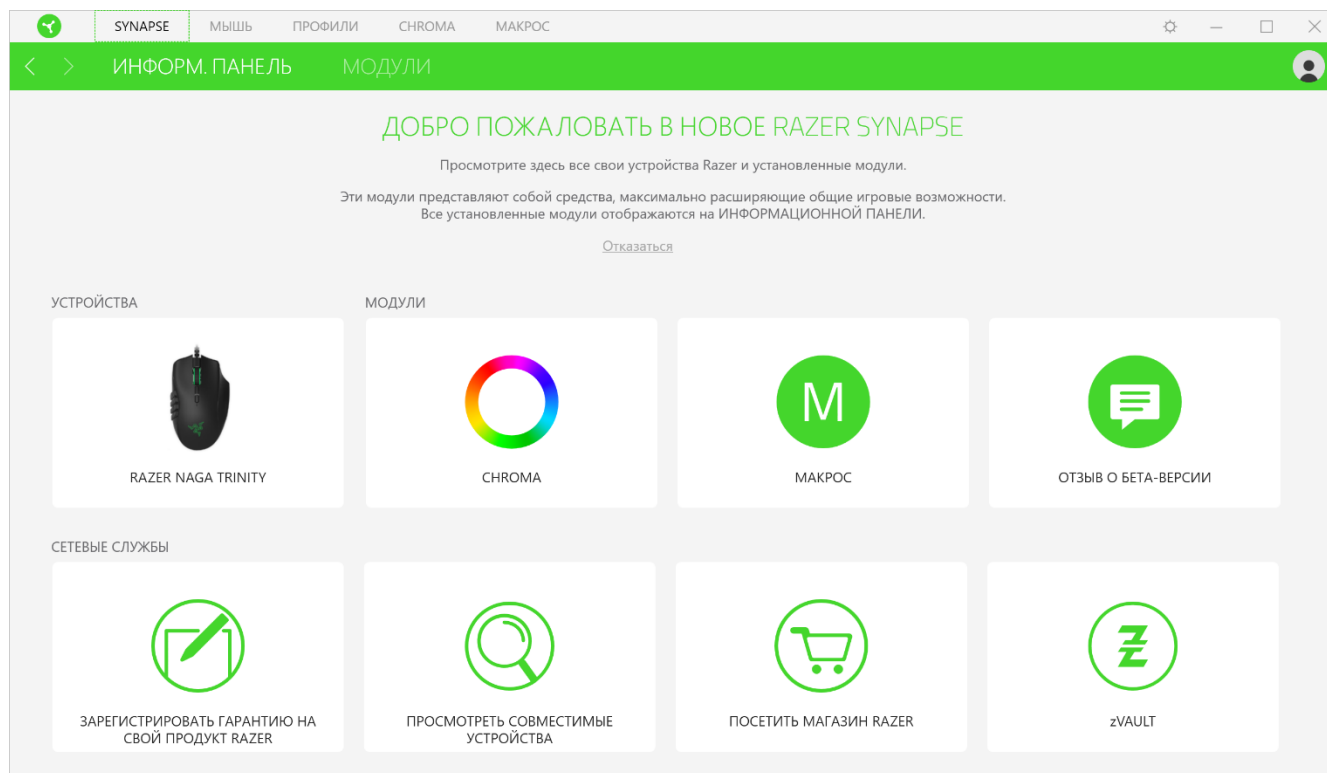 SYNAPSE МЫШЬ ПРОФИЛИ CHROMA МАКРОС
ИНФОРМ. ПАНЕЛЬ МОДУЛИ
ДОБРО ПОЖАЛОВАТЬ В НОВОЕ RAZER SYNAPSE
Просмотрите здесь все свои устройства Razer и установленные модули.
Эти модули представляют собой средства, максимально расширяющие общие игровые возможности.
Все установленные модули отображаются на ИНФОРМАЦИОННОЙ ПАНЕЛИ.
Отказаться
УСТРОЙСТВА МОДУЛИ
M
RAZER NAGA TRINITY CHROMA МАКРОС ОТЗЫВ О БЕТА-ВЕРСИИ
СЕТЕВЫЕ СЛУЖБЫ
ЗАРЕГИСТРИРОВАТЬ ГАРАНТИЮ НА ПРОСМОТРЕТЬ СОВМЕСТИМЫЕ ПОСЕТИТЬ МАГАЗИН RAZER zVAULT
СВОЙ ПРОДУКТ RAZER УСТРОЙСТВА